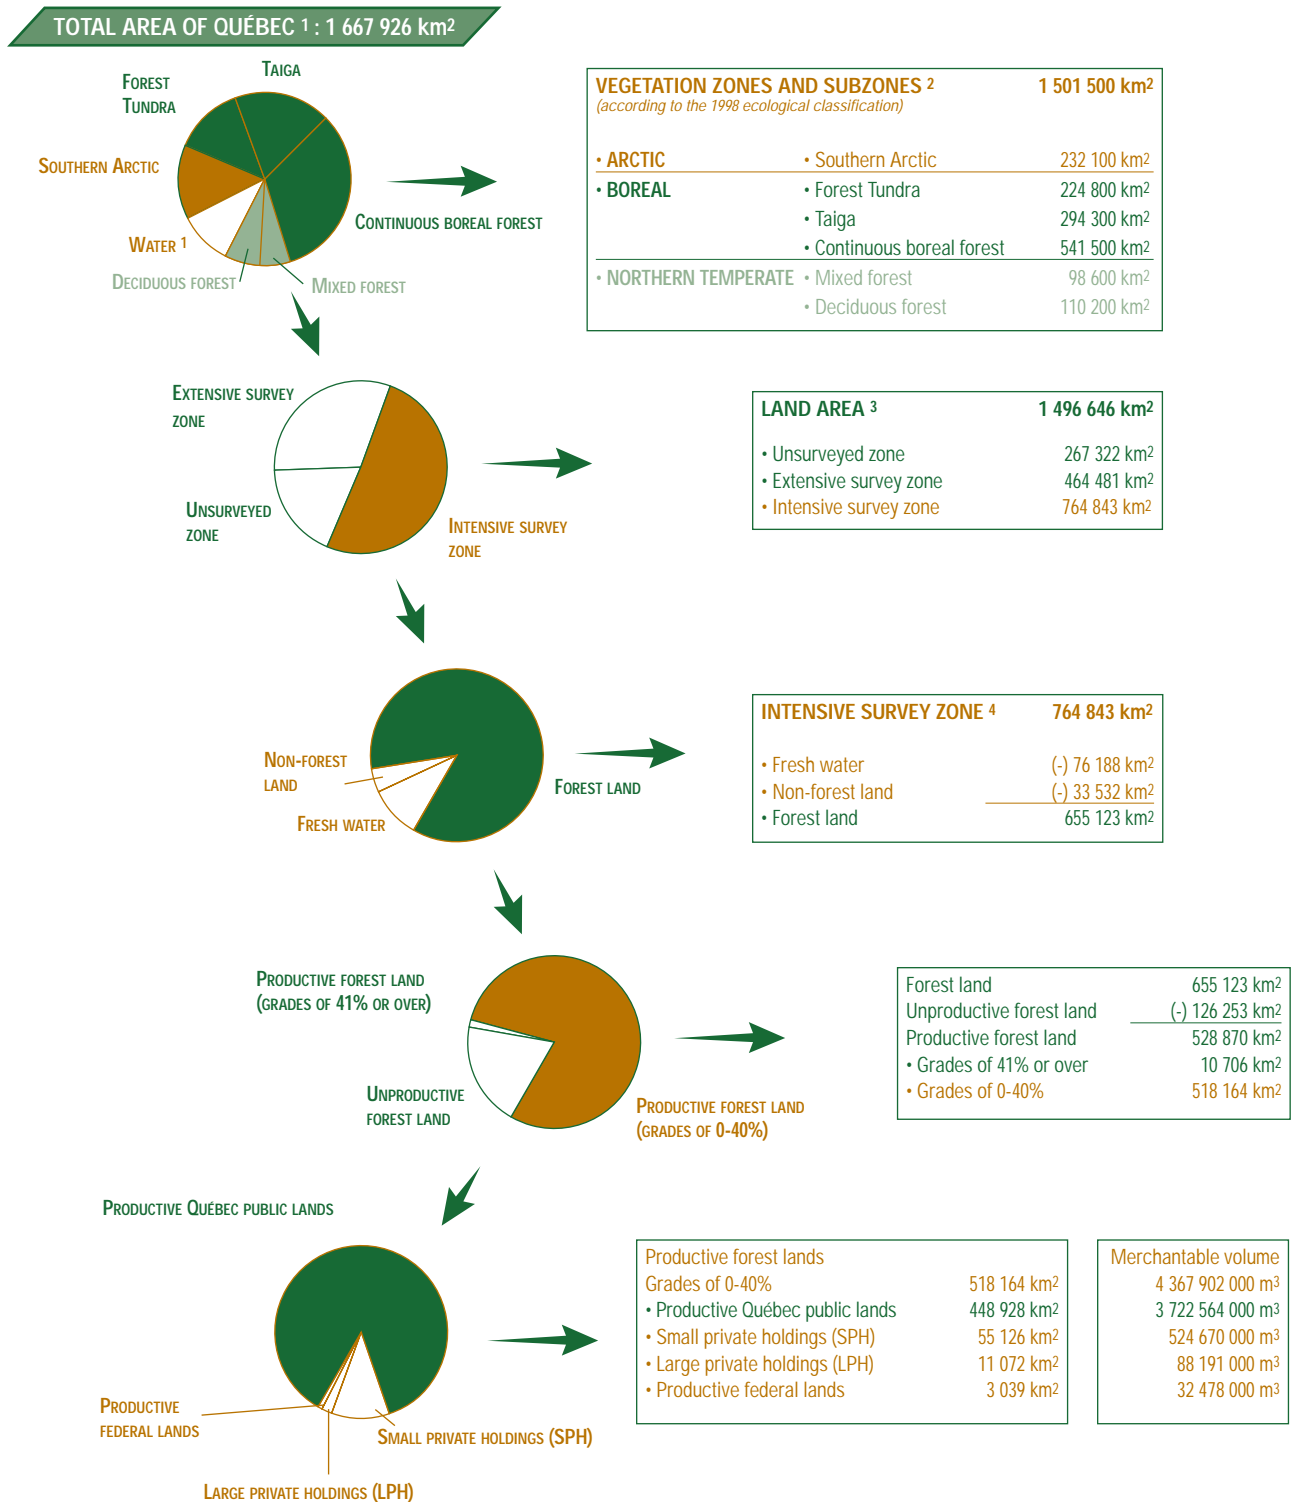 TOTAL AREA OF QUÉBEC 1 : 1 667 926 km2
TAIGA
FOREST
TUNDRA
SOUTHERN ARCTIC
WATER 1
DECIDUOUS FOREST
MIXED FOREST
CONTINUOUS BOREAL FOREST
VEGETATION ZONES AND SUBZONES 2 1 501 500 km2
(according to the 1998 ecological classification)
• ARCTIC • Southern Arctic 232 100 km2
• BOREAL • Forest Tundra 224 800 km2
• Taiga 294 300 km2
• Continuous boreal forest 541 500 km2
• NORTHERN TEMPERATE • Mixed forest 98 600 km2
• Deciduous forest 110 200 km2
EXTENSIVE SURVEY
ZONE
UNSURVEYED
ZONE
INTENSIVE SURVEY
ZONE
LAND AREA 3 1 496 646 km2
• Unsurveyed zone 267 322 km2
• Extensive survey zone 464 481 km2
• Intensive survey zone 764 843 km2
NON-FOREST
LAND
FRESH WATER
FOREST LAND
INTENSIVE SURVEY ZONE 4 764 843 km2
• Fresh water (-) 76 188 km2
• Non-forest land (-) 33 532 km2
• Forest land 655 123 km2
PRODUCTIVE FOREST LAND
(GRADES OF 41% OR OVER)
UNPRODUCTIVE
FOREST LAND
PRODUCTIVE FOREST LAND
(GRADES OF 0-40%)
Forest land 655 123 km2
Unproductive forest land (-) 126 253 km2
Productive forest land 528 870 km2
• Grades of 41% or over 10 706 km2
• Grades of 0-40% 518 164 km2
PRODUCTIVE QUÉBEC PUBLIC LANDS
PRODUCTIVE
FEDERAL LANDS
SMALL PRIVATE HOLDINGS (SPH)
LARGE PRIVATE HOLDINGS (LPH)
Productive forest lands
Grades of 0-40% 518 164 km2
• Productive Québec public lands 448 928 km2
• Small private holdings (SPH) 55 126 km2
• Large private holdings (LPH) 11 072 km2
• Productive federal lands 3 039 km2
Merchantable volume
4 367 902 000 m3
3 722 564 000 m3
524 670 000 m3
88 191 000 m3
32 478 000 m3